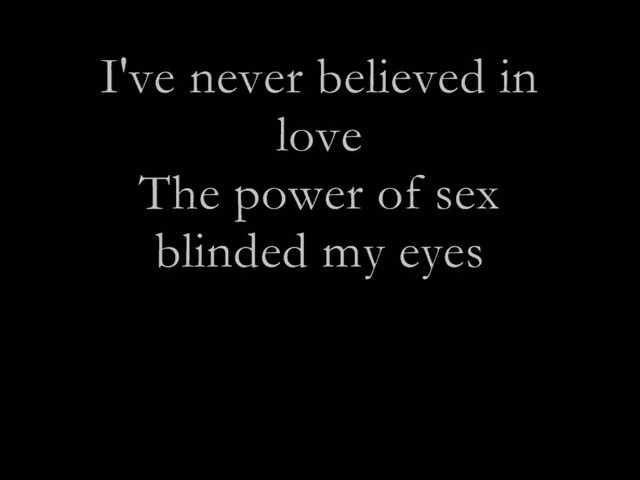 I've never believed in
love
The power of sex
blinded my eyes